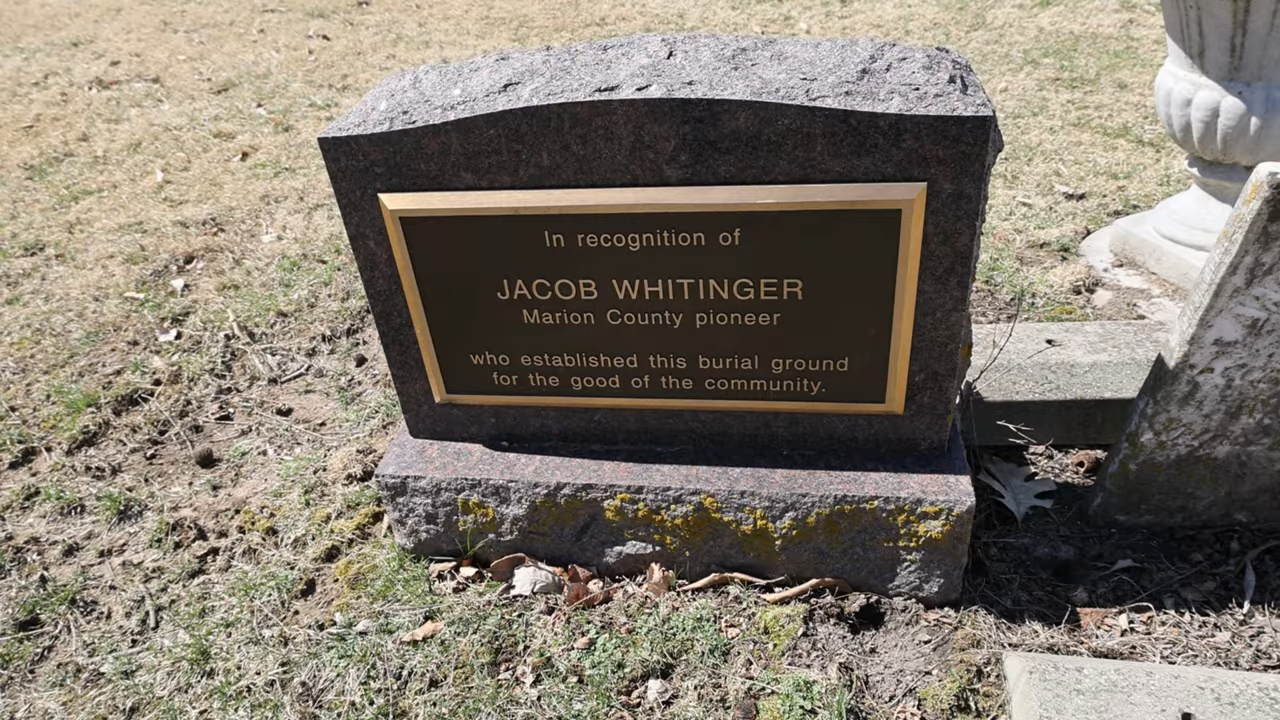 In recognition of
JACOB WHITINGER
Marion County pioneer
who established this burial ground
for the good of the community.